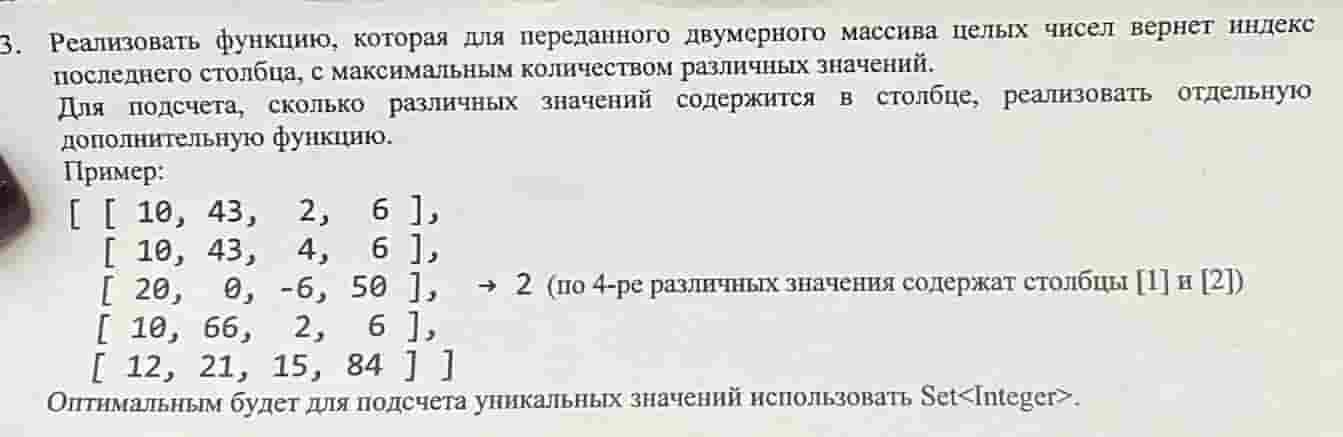 3. Реализовать функцию, которая для переданного двумерного массива целых чисел вернет индекс
последнего столбца, с максимальным количеством различных значений.
Для подсчета, сколько различных значений содержится в столбце, реализовать отдельную
дополнительную функцию.
Пример:
[ [ 10, 43, 2, 6 ],
[ 10, 43, 4, 6 ],
[ 20, 0, -6, 50 ], → 2 (по 4-ре различных значения содержат столбцы [1] и [2])
[ 10, 66, 2, 6 ],
[ 12, 21, 15, 84 ] ]
Оптимальным будет для подсчета уникальных значений использовать Set<Integer>.